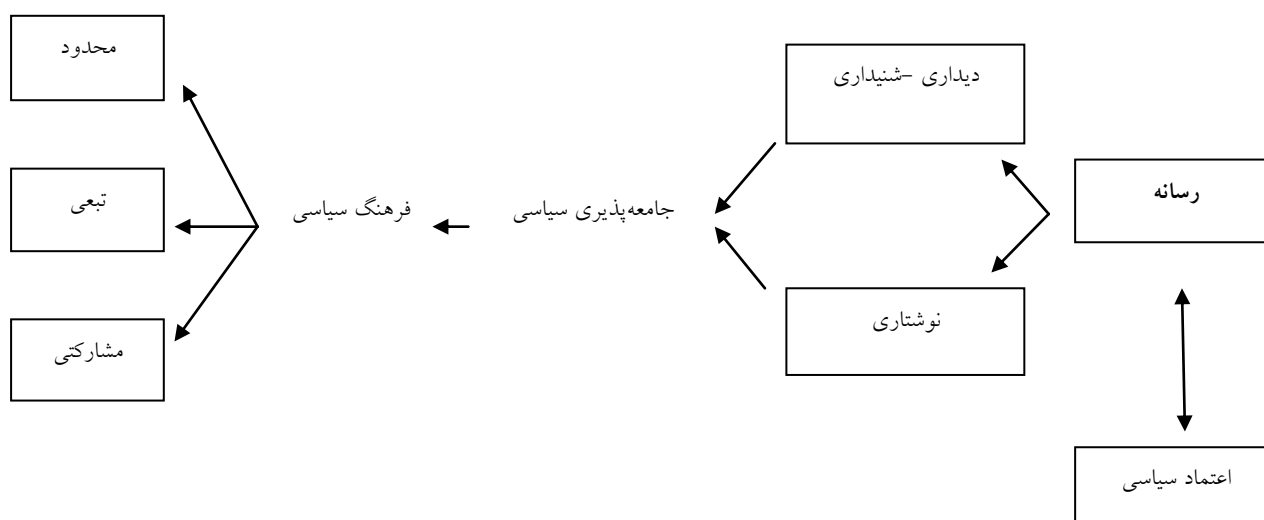 رسانه
اعتماد سیاسی
دیداری –شنیداری
نوشتاری
جامعه‌پذیری سیاسی
فرهنگ سیاسی
محدود
تبعی
مشارکتی